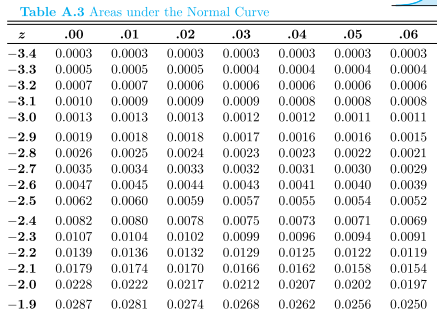 Table A.3 Areas under the Normal Curve
z .00 .01 .02 .03 .04 .05 .06
−3.4 0.0003 0.0003 0.0003 0.0003 0.0003 0.0003 0.0003
−3.3 0.0005 0.0005 0.0005 0.0004 0.0004 0.0004 0.0004
−3.2 0.0007 0.0007 0.0006 0.0006 0.0006 0.0006 0.0006
−3.1 0.0010 0.0009 0.0009 0.0009 0.0008 0.0008 0.0008
−3.0 0.0013 0.0013 0.0013 0.0012 0.0012 0.0011 0.0011
−2.9 0.0019 0.0018 0.0018 0.0017 0.0016 0.0016 0.0015
−2.8 0.0026 0.0025 0.0024 0.0023 0.0023 0.0022 0.0021
−2.7 0.0035 0.0034 0.0033 0.0032 0.0031 0.0030 0.0029
−2.6 0.0047 0.0045 0.0044 0.0043 0.0041 0.0040 0.0039
−2.5 0.0062 0.0060 0.0059 0.0057 0.0055 0.0054 0.0052
−2.4 0.0082 0.0080 0.0078 0.0075 0.0073 0.0071 0.0069
−2.3 0.0107 0.0104 0.0102 0.0099 0.0096 0.0094 0.0091
−2.2 0.0139 0.0136 0.0132 0.0129 0.0125 0.0122 0.0119
−2.1 0.0179 0.0174 0.0170 0.0166 0.0162 0.0158 0.0154
−2.0 0.0228 0.0222 0.0217 0.0212 0.0207 0.0202 0.0197
−1.9 0.0287 0.0281 0.0274 0.0268 0.0262 0.0256 0.0250